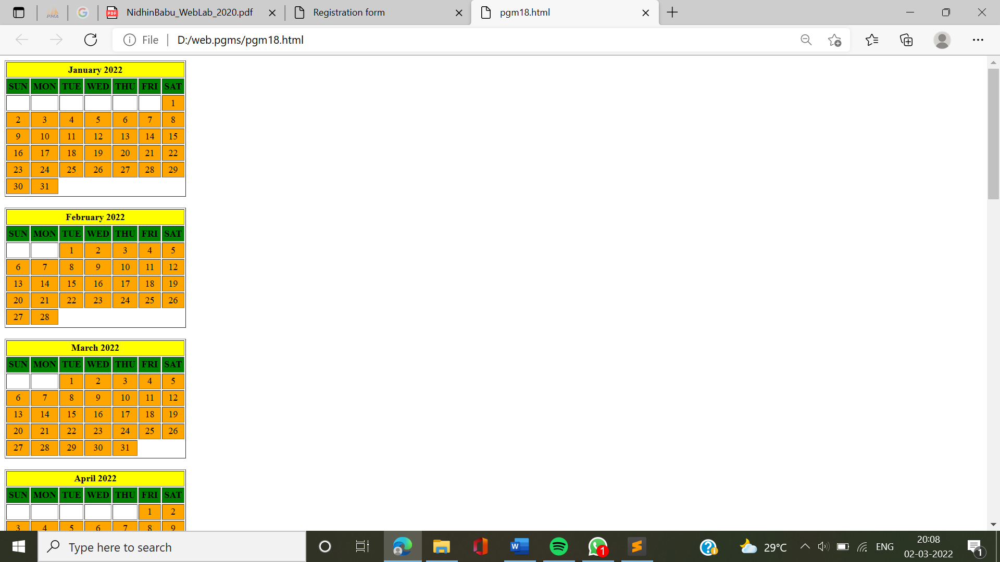 PMA
NidhinBabu_WebLab_2020.pdf
Registration form
pgm18.html
File
D:/web.pgms/pgm18.html
January 2022
SUN MON TUE WED THU FRI SAT
1
2 3 4 5 6 7 8
9 10 11 12 13 14 15
16 17 18 19 20 21 22
23 24 25 26 27 28 29
30 31
February 2022
SUN MON TUE WED THU FRI SAT
1 2 3 4 5
6 7 8 9 10 11 12
13 14 15 16 17 18 19
20 21 22 23 24 25 26
27 28
March 2022
SUN MON TUE WED THU FRI SAT
1 2 3 4 5
6 7 8 9 10 11 12
13 14 15 16 17 18 19
20 21 22 23 24 25 26
27 28 29 30 31
April 2022
SUN MON TUE WED THU FRI SAT
1 2
3 4 5 6 7 8 9
Type here to search
1
29°C
ENG
20:08
02-03-2022
1